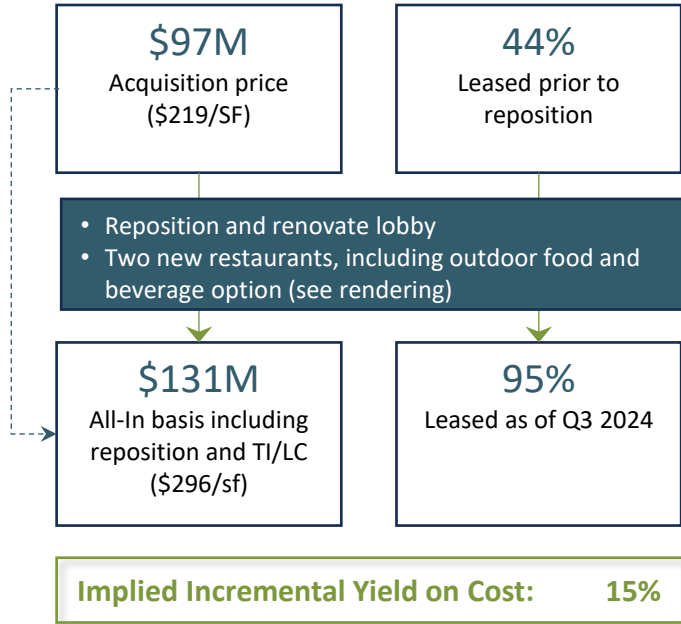 $97M
Acquisition price
($219/SF)
44%
Leased prior to
reposition
• Reposition and renovate lobby
• Two new restaurants, including outdoor food and
beverage option (see rendering)
$131M
All-In basis including
reposition and TI/LC
($296/sf)
95%
Leased as of Q3 2024
Implied Incremental Yield on Cost: 15%